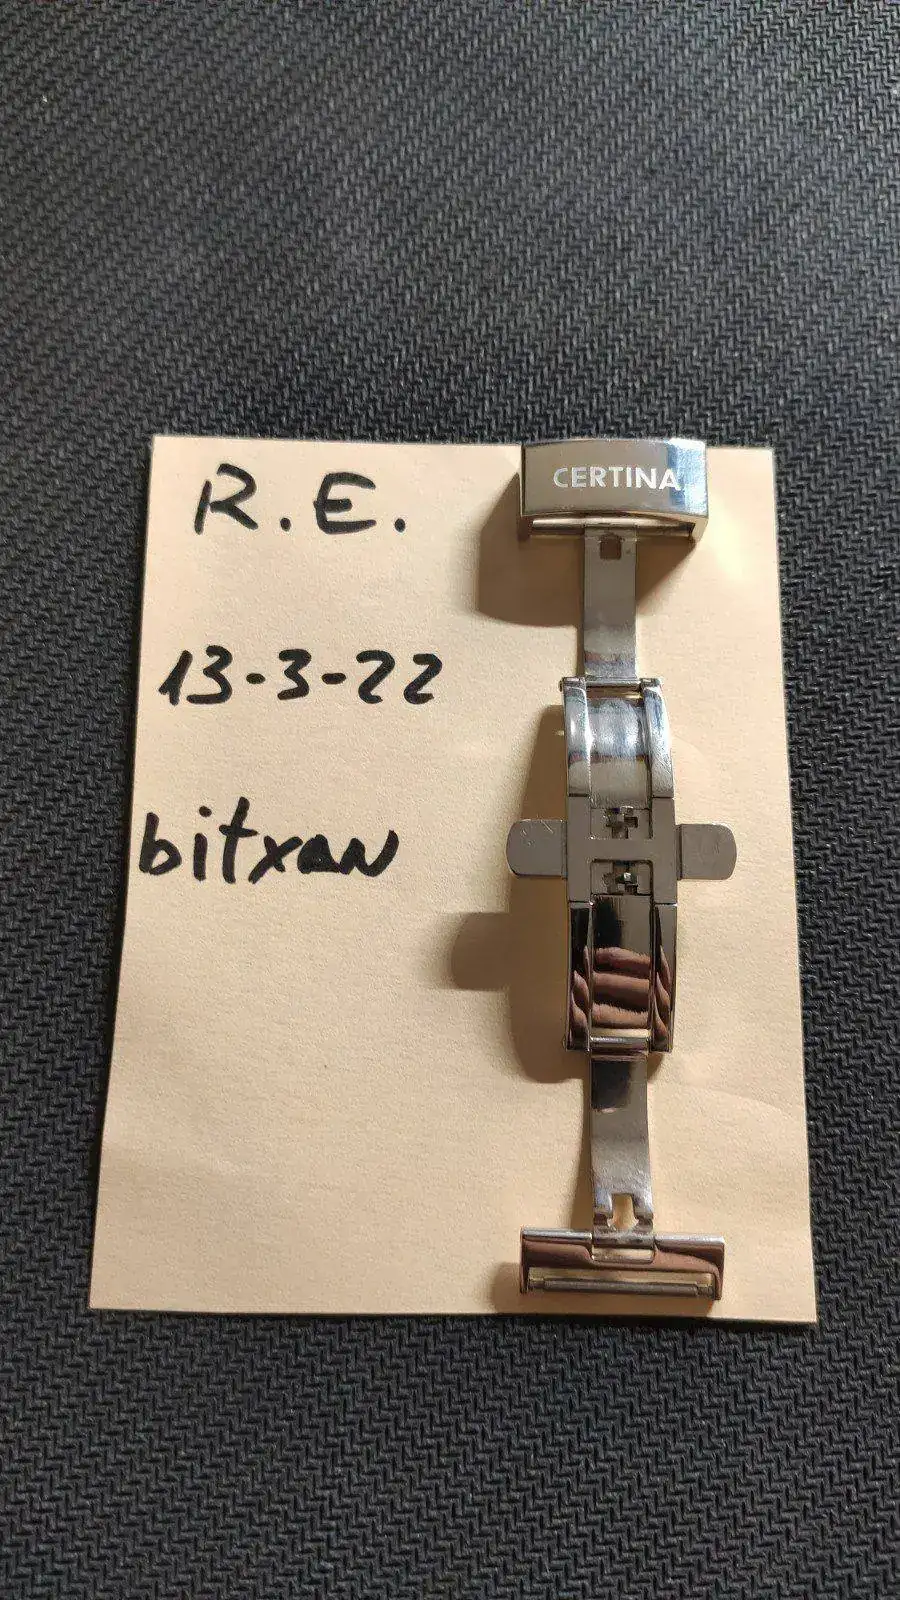 R.E.
CERTINA
13-3-22
bitxan